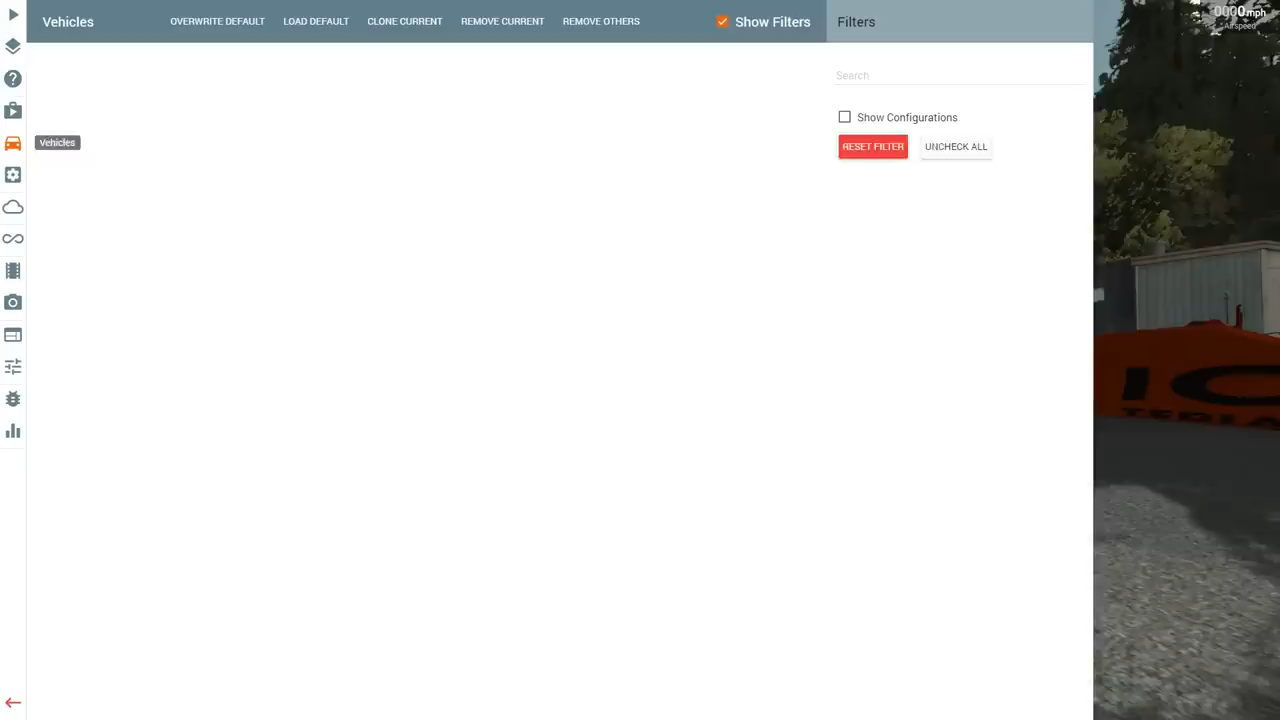 Vehicles
OVERWRITE DEFAULT
LOAD DEFAULT
CLONE CURRENT
REMOVE CURRENT
REMOVE OTHERS
Show Filters
Filters
0000mph
Airspeed
Search
Show Configurations
Vehicles
RESET FILTER
UNCHECK ALL